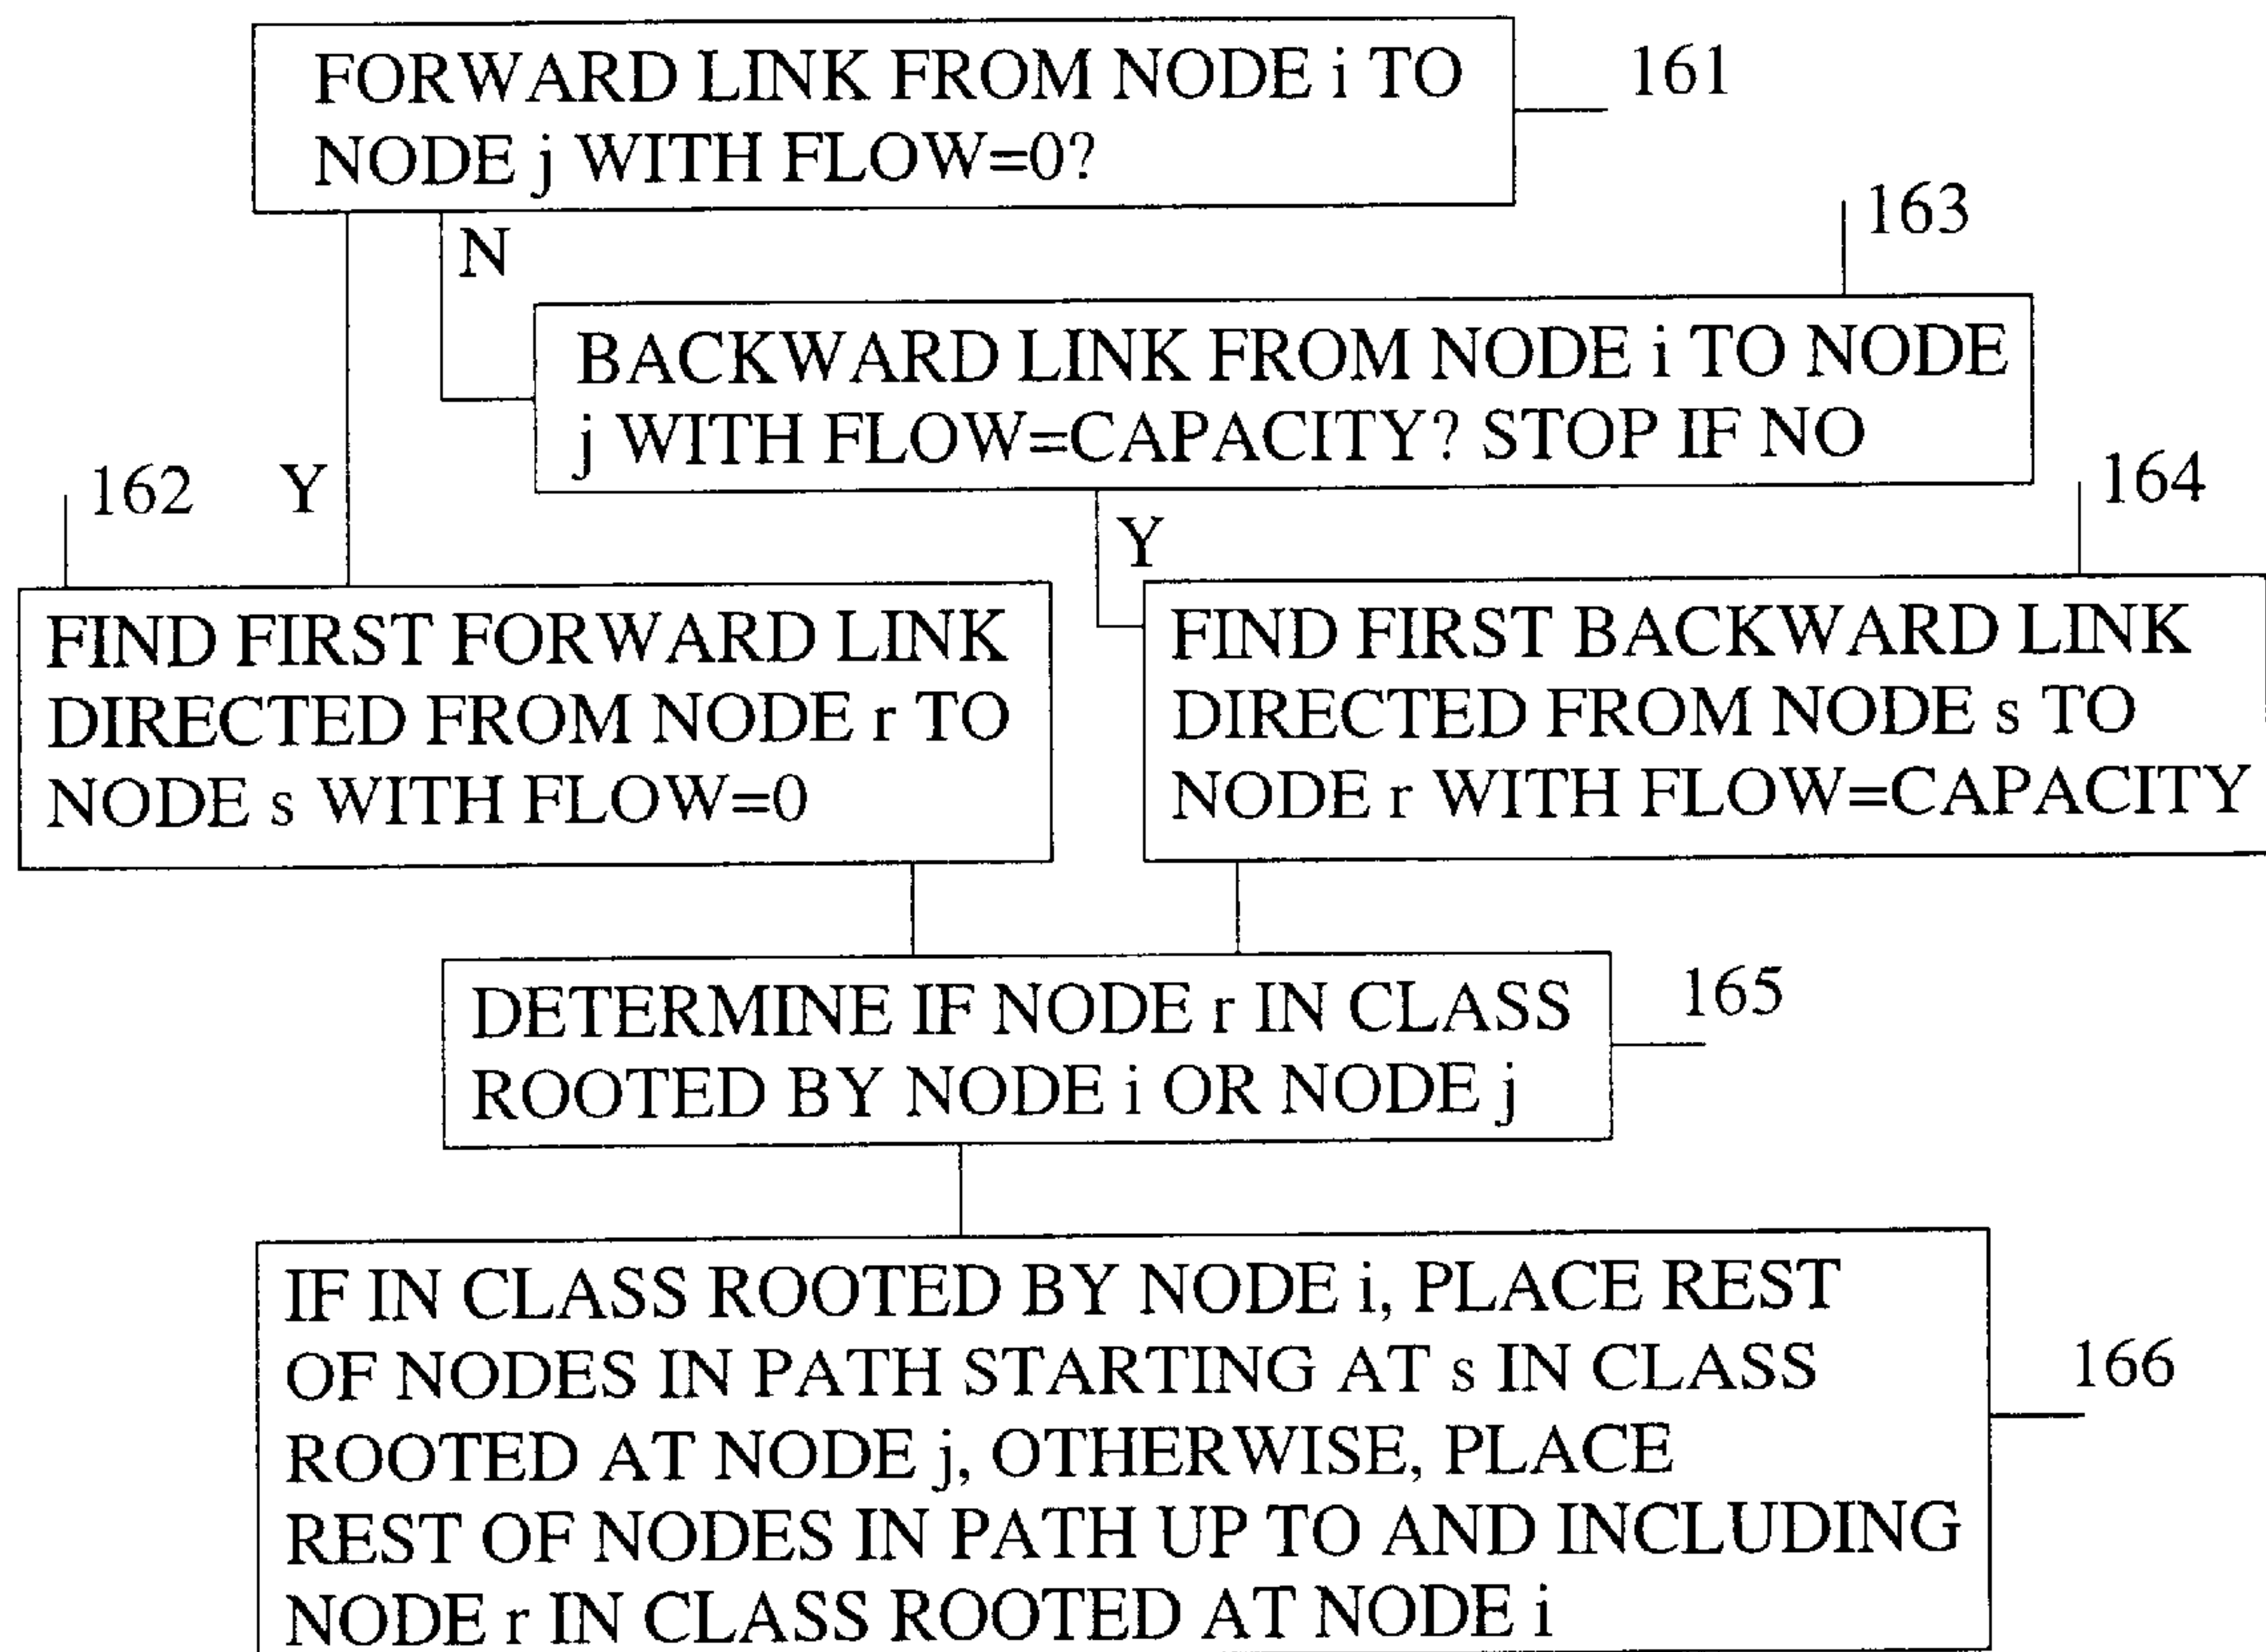 FORWARD LINK FROM NODE i TO
NODE j WITH FLOW=0?
161
N
163
BACKWARD LINK FROM NODE i TO NODE
j WITH FLOW=CAPACITY? STOP IF NO
162
Y
164
Y
FIND FIRST FORWARD LINK
DIRECTED FROM NODE r TO
NODE s WITH FLOW=0
FIND FIRST BACKWARD LINK
DIRECTED FROM NODE s TO
NODE r WITH FLOW=CAPACITY
DETERMINE IF NODE r IN CLASS
ROOTED BY NODE i OR NODE j
165
IF IN CLASS ROOTED BY NODE i, PLACE REST
OF NODES IN PATH STARTING AT s IN CLASS
ROOTED AT NODE j, OTHERWISE, PLACE
REST OF NODES IN PATH UP TO AND INCLUDING
NODE r IN CLASS ROOTED AT NODE i
166